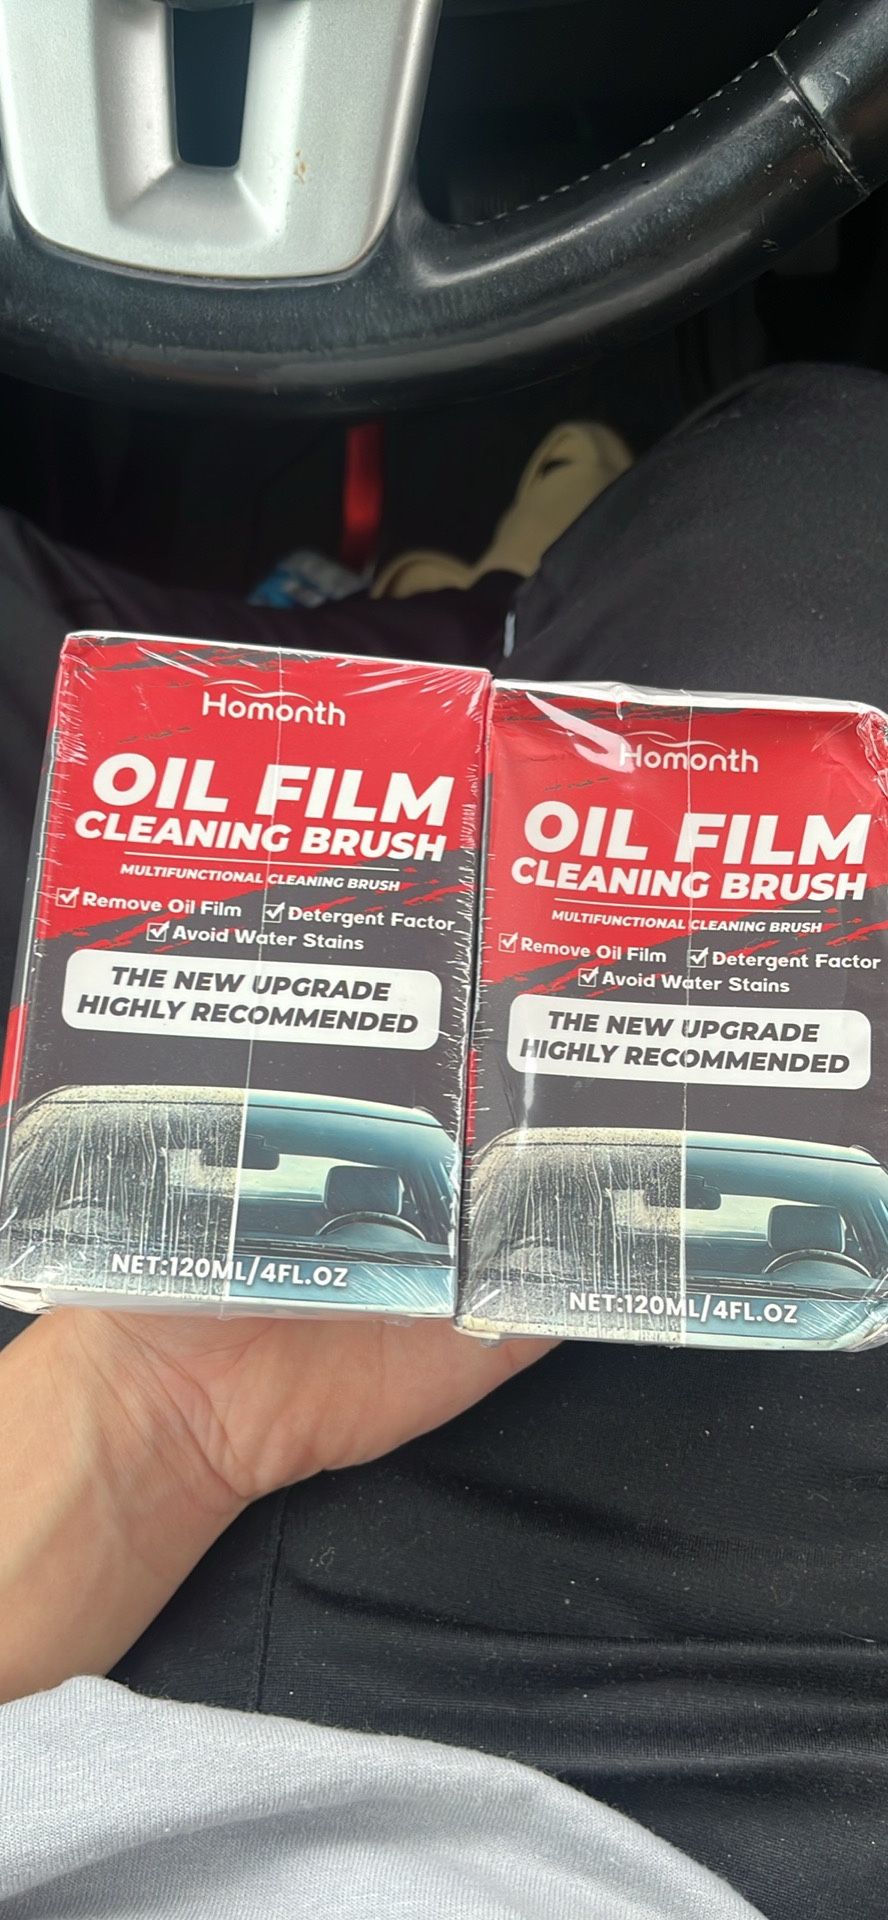 Homonth
OIL FILM
CLEANING BRUSH
MULTIFUNCTIONAL CLEANING BRUSH
Remove Oil Film Detergent Factor
Avoid Water Stains
THE NEW UPGRADE
HIGHLY RECOMMENDED
NET:120ML/4FL.OZ
Homonth
OIL FILM
CLEANING BRUSH
MULTIFUNCTIONAL CLEANING BRUSH
Remove Oil Film Detergent Factor
Avoid Water Stains
THE NEW UPGRADE
HIGHLY RECOMMENDED
NET:120ML/4FL.OZ